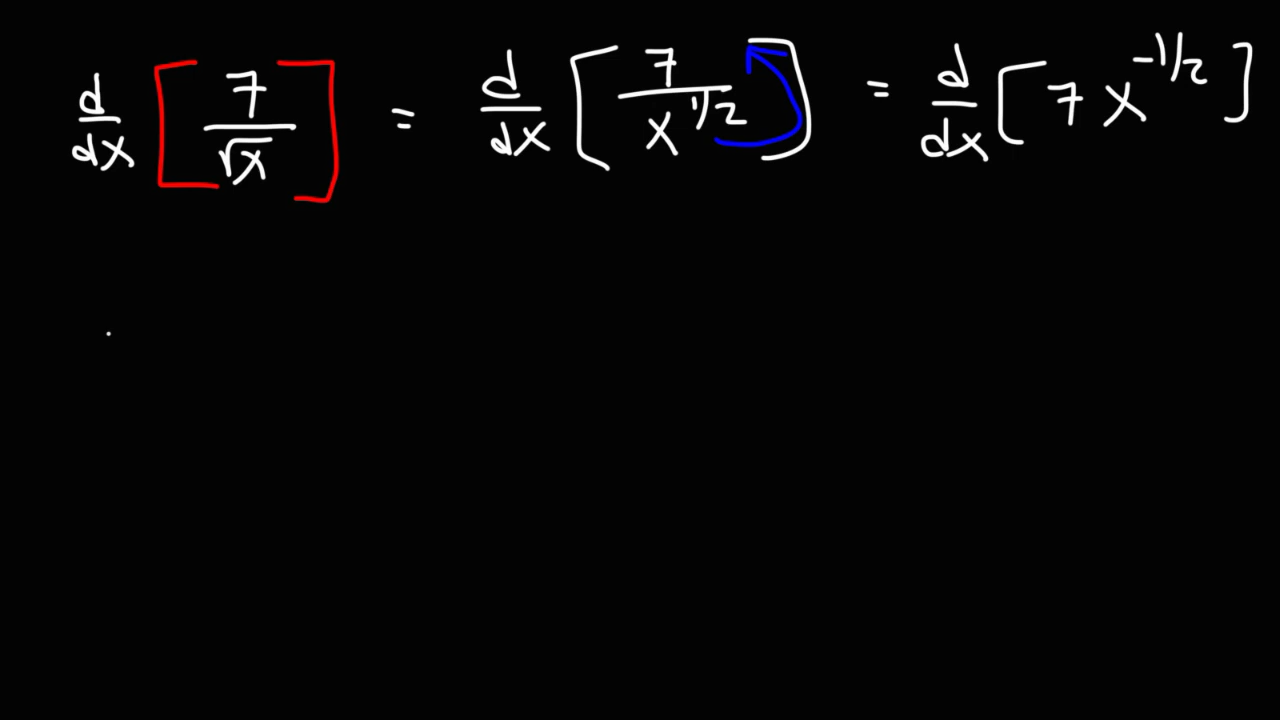 d/dx [7/√x] = d/dx [7/x^1/2] = d/dx [7x^-1/2]